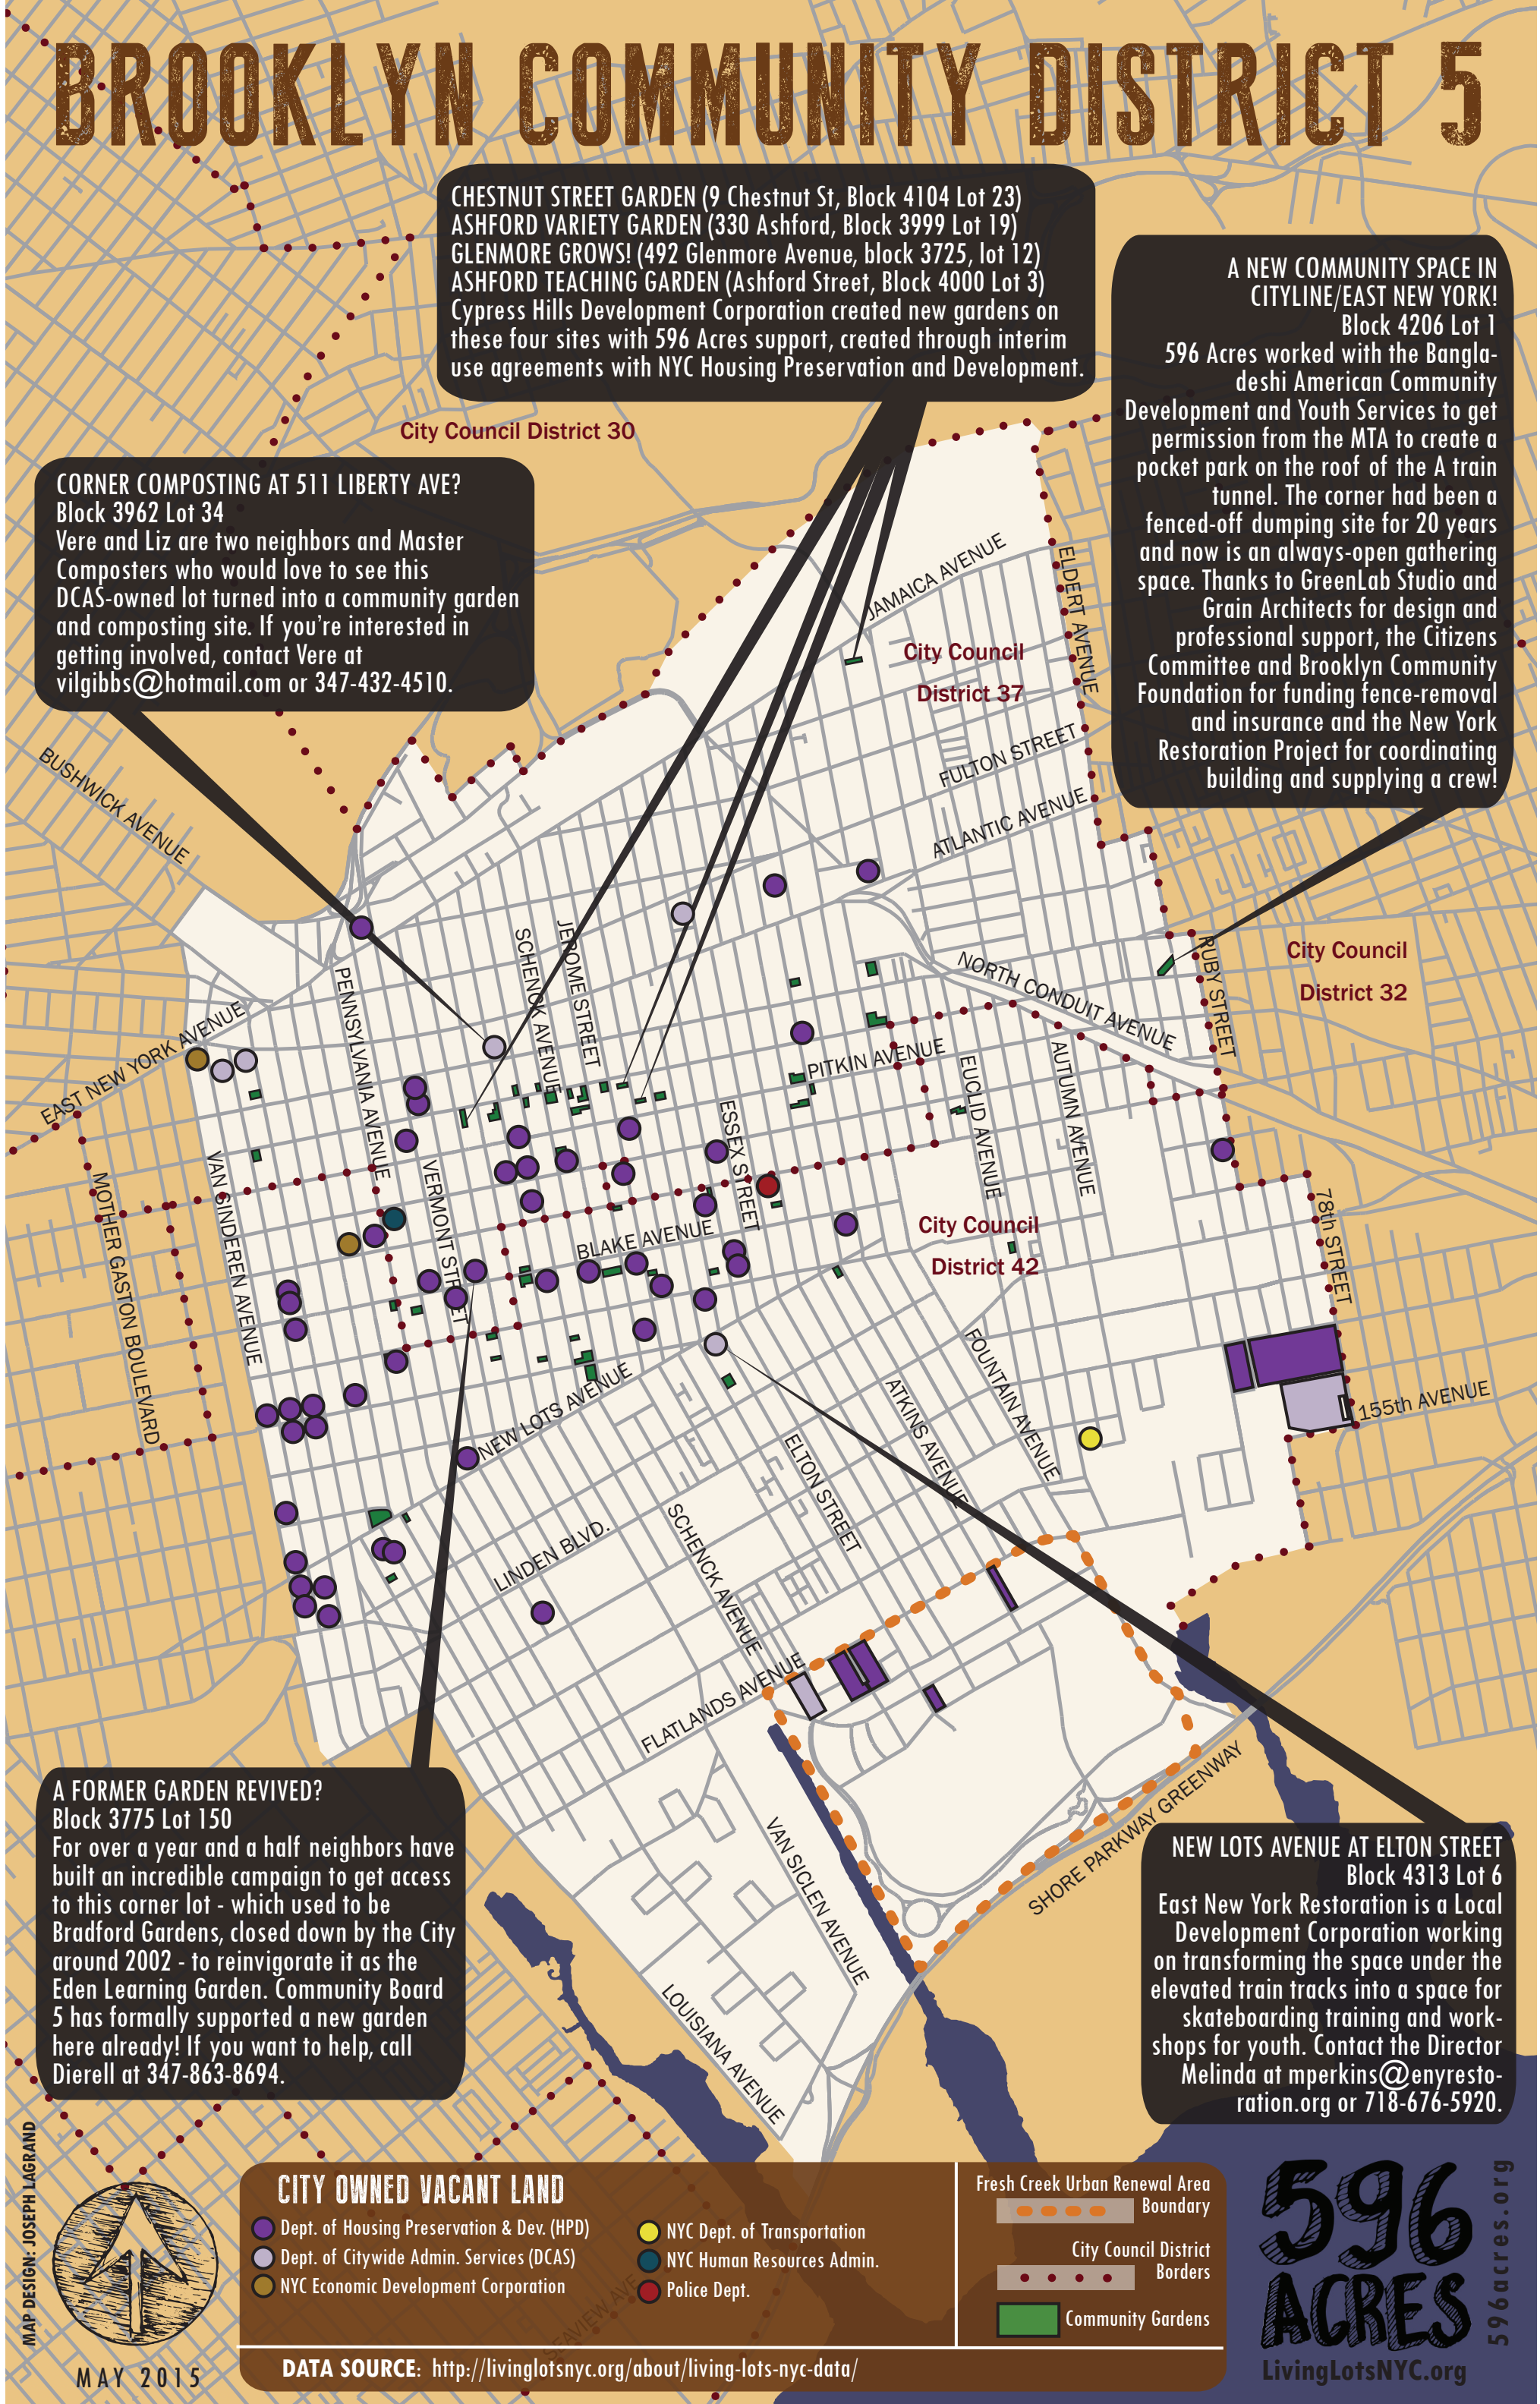 BROOKLYN COMMUNITY DISTRICT 5
CHESTNUT STREET GARDEN (9 Chestnut St, Block 4104 Lot 23)
ASHFORD VARIETY GARDEN (330 Ashford, Block 3999 Lot 19)
GLENMORE GROWS! (492 Glenmore Avenue, block 3725, lot 12)
ASHFORD TEACHING GARDEN (Ashford Street, Block 4000 Lot 3)
Cypress Hills Development Corporation created new gardens on
these four sites with 596 Acres support, created through interim
use agreements with NYC Housing Preservation and Development.
A NEW COMMUNITY SPACE IN
CITYLINE/EAST NEW YORK!
Block 4206 Lot 1
596 Acres worked with the Bangla-
deshi American Community
Development and Youth Services to get
permission from the MTA to create a
pocket park on the roof of the A train
tunnel. The corner had been a
fenced-off dumping site for 20 years
and now is an always-open gathering
space. Thanks to GreenLab Studio and
Grain Architects for design and
professional support, the Citizens
Committee and Brooklyn Community
Foundation for funding fence-removal
and insurance and the New York
Restoration Project for coordinating
building and supplying a crew!
City Council District 30
CORNER COMPOSTING AT 511 LIBERTY AVE?
Block 3962 Lot 34
Vere and Liz are two neighbors and Master
Composters who would love to see this
DCAS-owned lot turned into a community garden
and composting site. If you're interested in
getting involved, contact Vere at
vilgibbs@hotmail.com or 347-432-4510.
JAMAICA AVENUE
ELDERT AVENUE
City Council
District 37
FULTON STREET
ATLANTIC AVENUE
BUSHWICK AVENUE
SCHENCK AVENUE
JEROME STREET
PENNSYLVANIA AVENUE
NORTH CONDUIT AVENUE
RUBY STREET
City Council
District 32
EAST NEW YORK AVENUE
PITKIN AVENUE
EUCLID AVENUE
AUTUMN AVENUE
ESSEX STREET
VAN SINDEREN AVENUE
MOTHER GASTON BOULEVARD
VERMONT STREET
BLAKE AVENUE
City Council
District 42
78th STREET
155th AVENUE
NEW LOTS AVENUE
FOUNTAIN AVENUE
ATKINS AVENUE
ELTON STREET
SCHENCK AVENUE
LINDEN BLVD.
FLATLANDS AVENUE
SHORE PARKWAY GREENWAY
VAN SICLEN AVENUE
LOUISIANA AVENUE
A FORMER GARDEN REVIVED?
Block 3775 Lot 150
For over a year and a half neighbors have
built an incredible campaign to get access
to this corner lot - which used to be
Bradford Gardens, closed down by the City
around 2002 - to reinvigorate it as the
Eden Learning Garden. Community Board
5 has formally supported a new garden
here already! If you want to help, call
Dierell at 347-863-8694.
NEW LOTS AVENUE AT ELTON STREET
Block 4313 Lot 6
East New York Restoration is a Local
Development Corporation working
on transforming the space under the
elevated train tracks into a space for
skateboarding training and work-
shops for youth. Contact the Director
Melinda at mperkins@enyresto-
ration.org or 718-676-5920.
MAP DESIGN: JOSEPH LAGRAND
MAY 2015
CITY OWNED VACANT LAND
Dept. of Housing Preservation & Dev. (HPD)
Dept. of Citywide Admin. Services (DCAS)
NYC Economic Development Corporation
NYC Dept. of Transportation
NYC Human Resources Admin.
Police Dept.
SEAVIEW AVE
Fresh Creek Urban Renewal Area
Boundary
City Council District
Borders
Community Gardens
DATA SOURCE: http://livinglotsnyc.org/about/living-lots-nyc-data/
596
ACRES
596acres.org
LivingLotsNYC.org